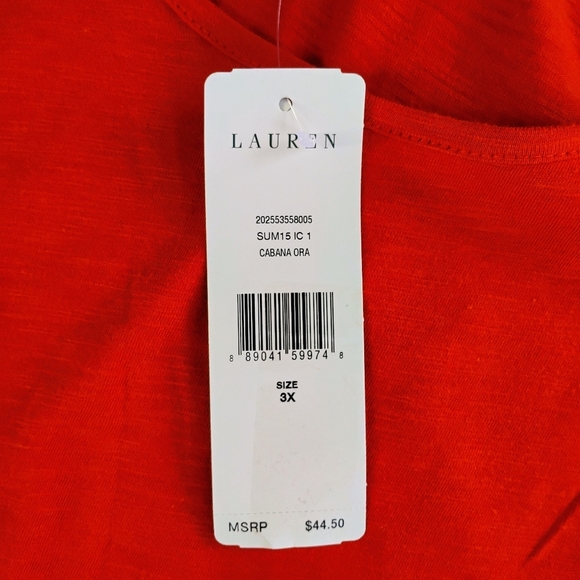 LAUREN
202553558005
SUM15 IC 1
CABANA ORA
8 89041 59974 8
SIZE
3X
MSRP $44.50